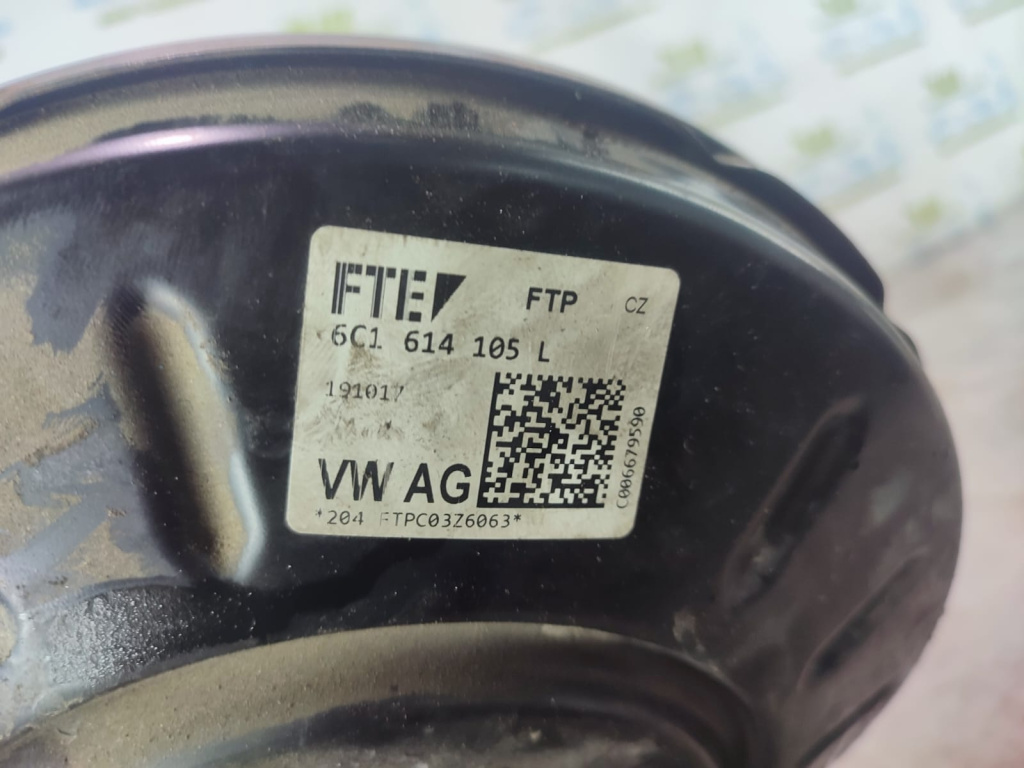 FTE FTP CZ
6C1 614 105 L
191017
VW AG
C006679590
*204 FTPC03Z6063*